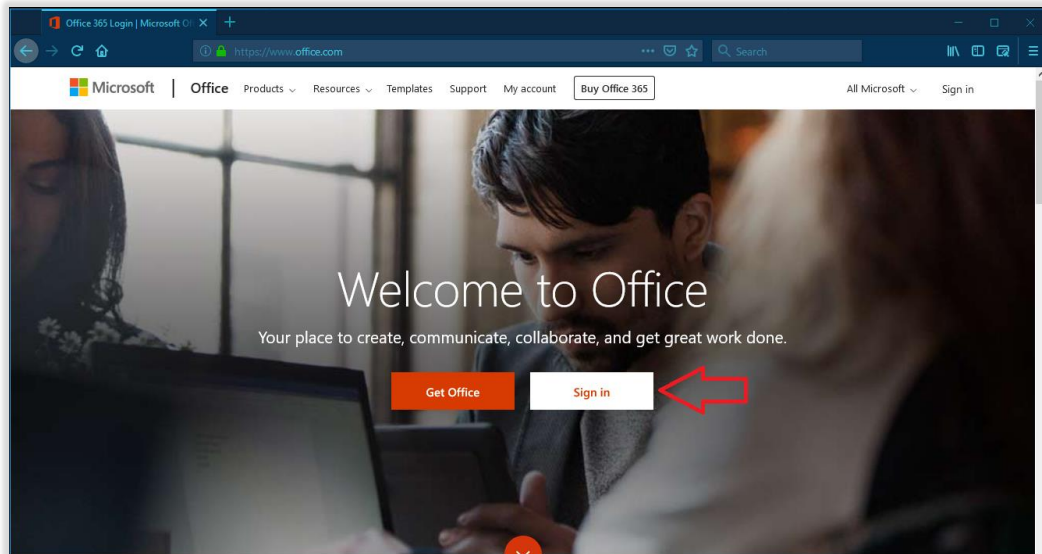 Office 365 Login | Microsoft Of
https://www.office.com
Search
Microsoft | Office Products Resources Templates Support My account Buy Office 365 All Microsoft Sign in
Welcome to Office
Your place to create, communicate, collaborate, and get great work done.
Get Office Sign in